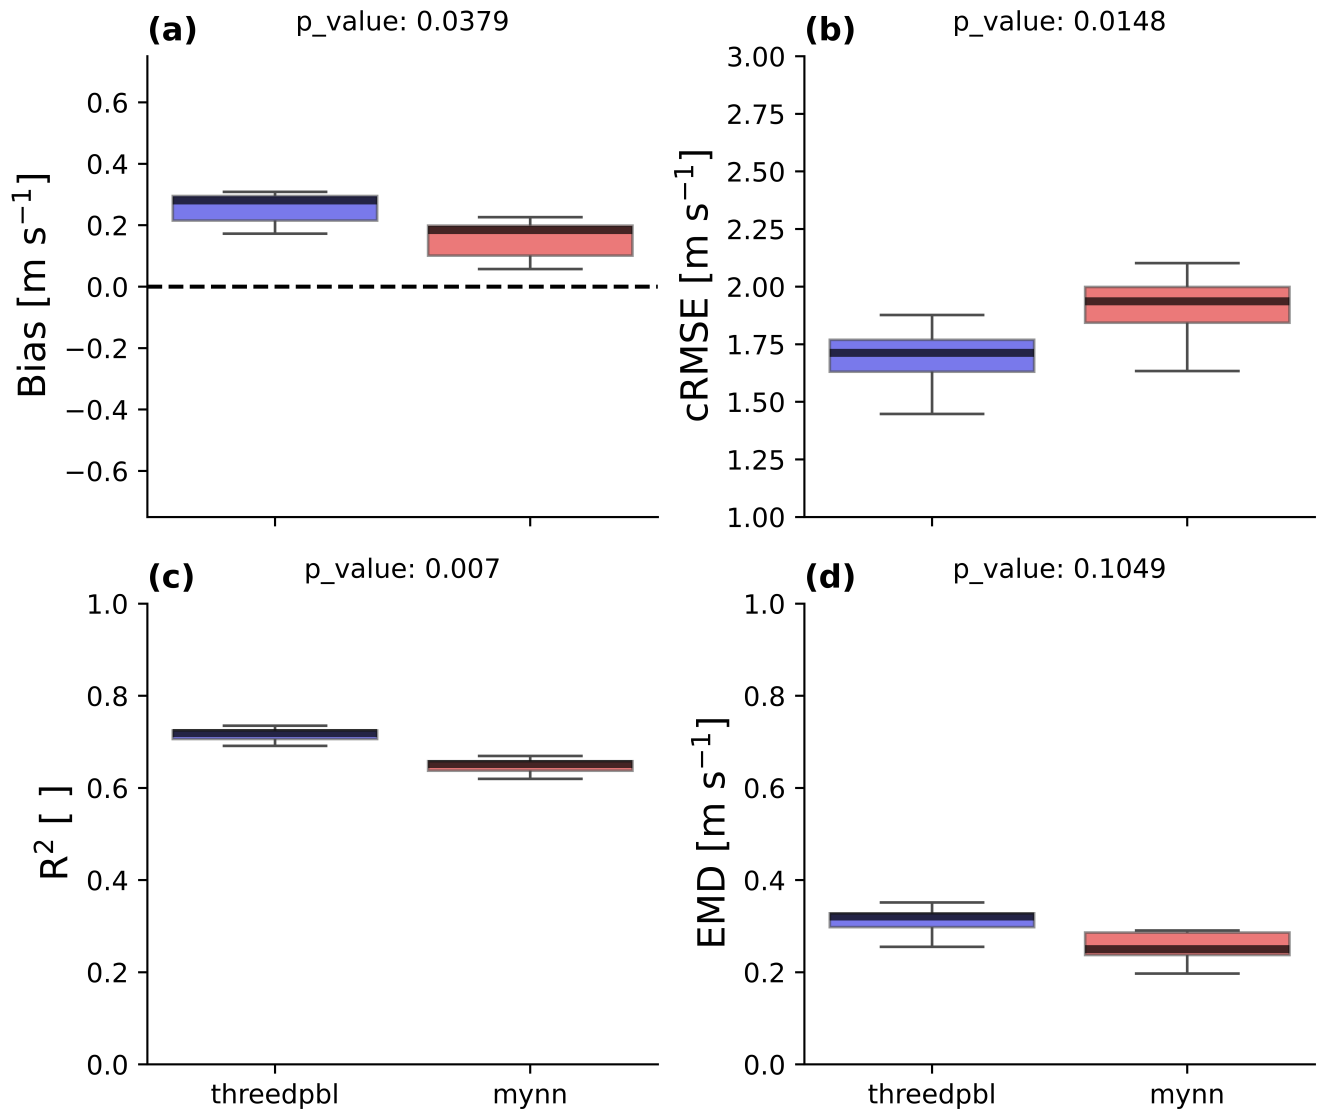 (a) p_value: 0.0379
Bias [m s⁻¹]
0.6
0.4
0.2
0.0
−0.2
−0.4
−0.6
(b) p_value: 0.0148
cRMSE [m s⁻¹]
3.00
2.75
2.50
2.25
2.00
1.75
1.50
1.25
1.00
(c) p_value: 0.007
R² [ ]
1.0
0.8
0.6
0.4
0.2
0.0
threedpbl mynn
(d) p_value: 0.1049
EMD [m s⁻¹]
1.0
0.8
0.6
0.4
0.2
0.0
threedpbl mynn